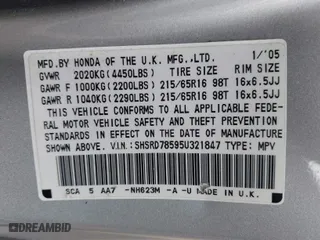 MFD.BY HONDA OF THE U.K. MFG.,LTD. 1/'05
GVWR 2020KG(4450LBS) TIRE SIZE RIM SIZE
GAWR F 1000KG(2200LBS) 215/65R16 98T 16x6.5JJ
GAWR R 1040KG(2290LBS) 215/65R16 98T 16x6.5JJ
THIS VEHICLE CONFORMS TO ALL APPLICABLE FEDE-
RAL MOTOR VEHICLE SAFETY AND THEFT PREVENTION
STANDARDS IN EFFECT ON THE DATE OF MANUFACTURE
SHOWN ABOVE. V.I.N.: SHSRD78595U321847 TYPE: MPV
SCA 5 AA7 -NH623M -A -U MADE IN U.K.
DREAMBID